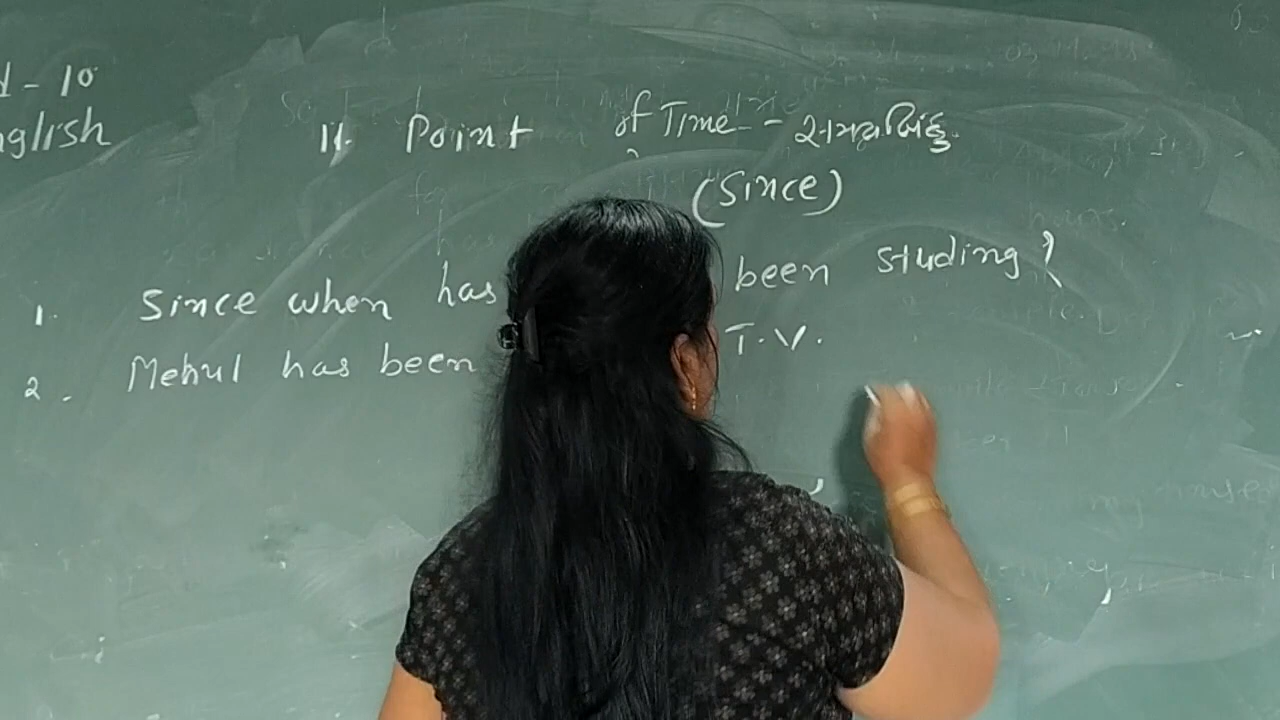 d - 10
nglish
11. Point of Time - સમયબિંદુ
(Since)
1. Since when has been studing?
2. Mehul has been T.V.